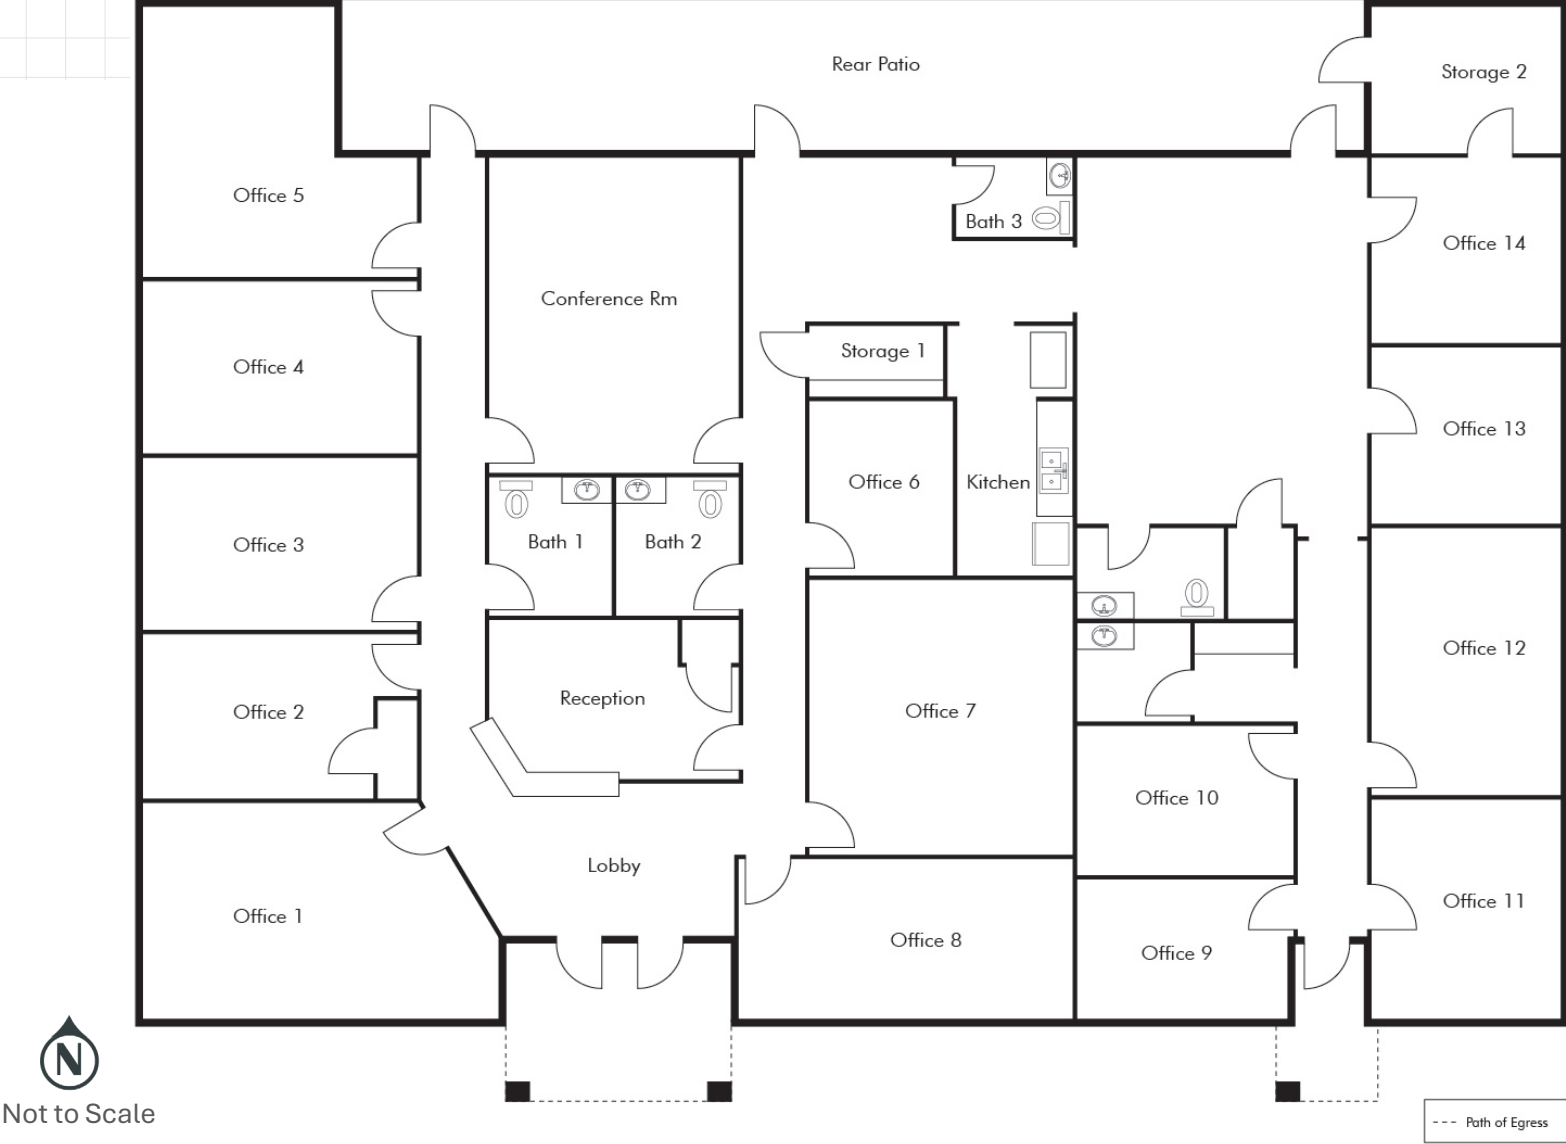 Rear Patio
Storage 2
Office 5
Bath 3
Office 14
Conference Rm
Storage 1
Office 4
Office 13
Office 6
Kitchen
Office 3
Bath 1
Bath 2
Office 12
Reception
Office 2
Office 7
Office 10
Lobby
Office 11
Office 1
Office 8
Office 9
N
Not to Scale
Path of Egress